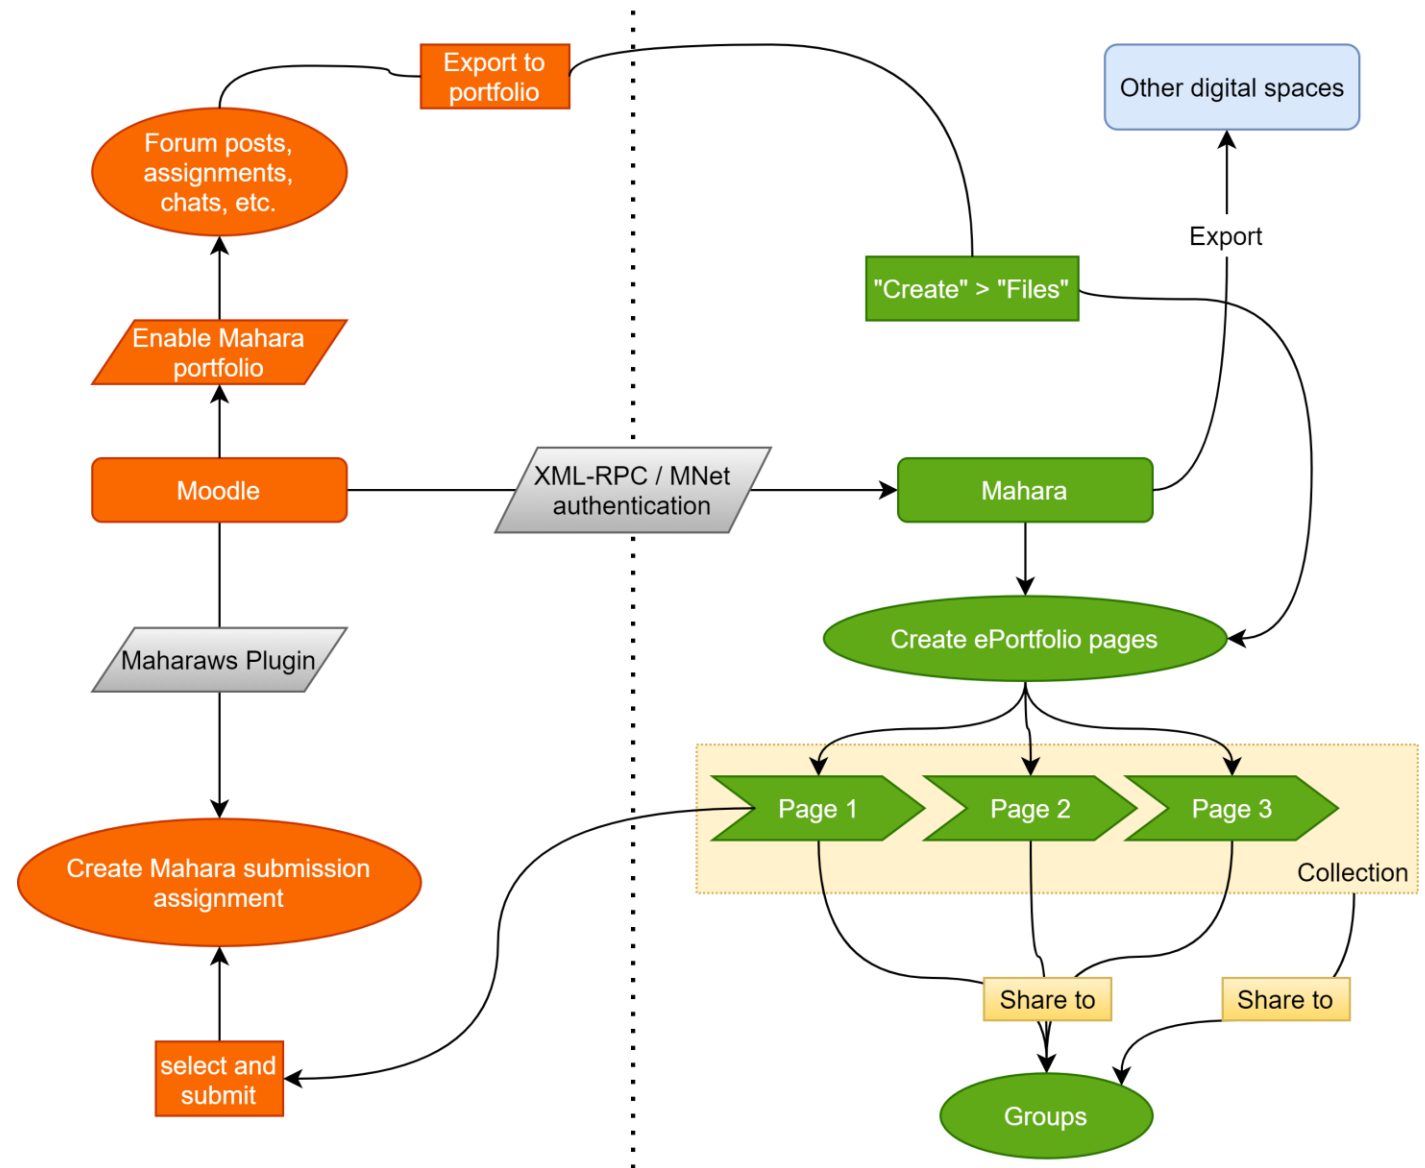 Export to
portfolio
Other digital spaces
Forum posts,
assignments,
chats, etc.
Export
"Create" > "Files"
Enable Mahara
portfolio
Moodle
XML-RPC / MNet
authentication
Mahara
Maharaws Plugin
Create ePortfolio pages
Page 1
Page 2
Page 3
Collection
Create Mahara submission
assignment
Share to
Share to
select and
submit
Groups